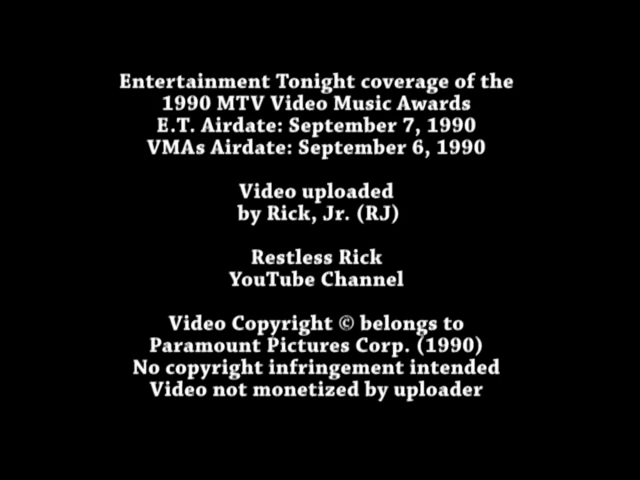 Entertainment Tonight coverage of the
1990 MTV Video Music Awards
E.T. Airdate: September 7, 1990
VMAs Airdate: September 6, 1990
Video uploaded
by Rick, Jr. (RJ)
Restless Rick
YouTube Channel
Video Copyright © belongs to
Paramount Pictures Corp. (1990)
No copyright infringement intended
Video not monetized by uploader